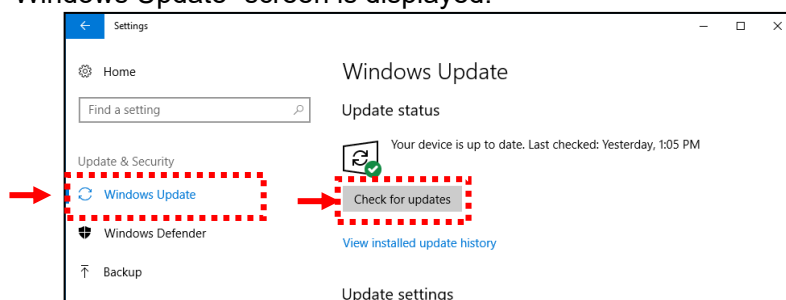 Windows Update" screen is displayed.
Settings
Home
Find a setting
Update & Security
Windows Update
Windows Defender
Backup
Windows Update
Update status
Your device is up to date. Last checked: Yesterday, 1:05 PM
Check for updates
View installed update history
Update settings